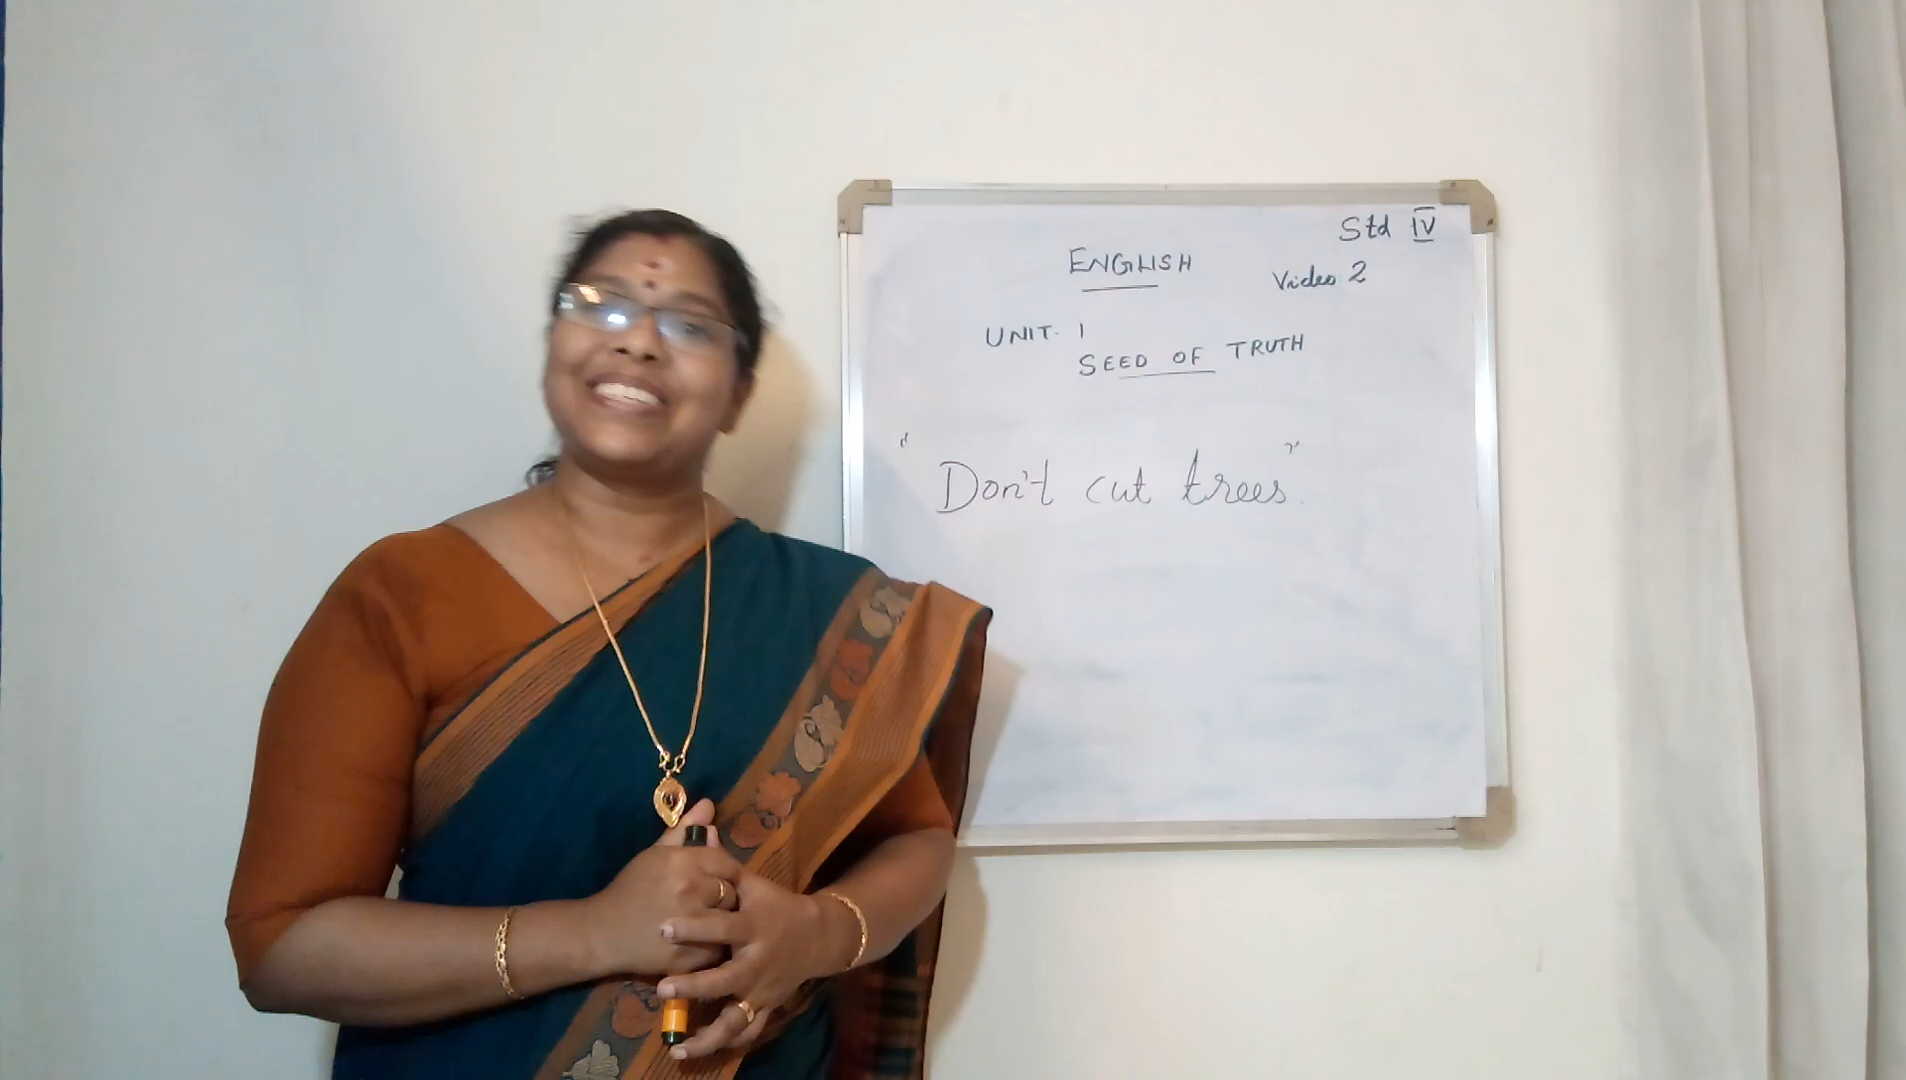 Std IV
ENGLISH
Video 2
UNIT. 1
SEED OF TRUTH
"Don't cut trees".